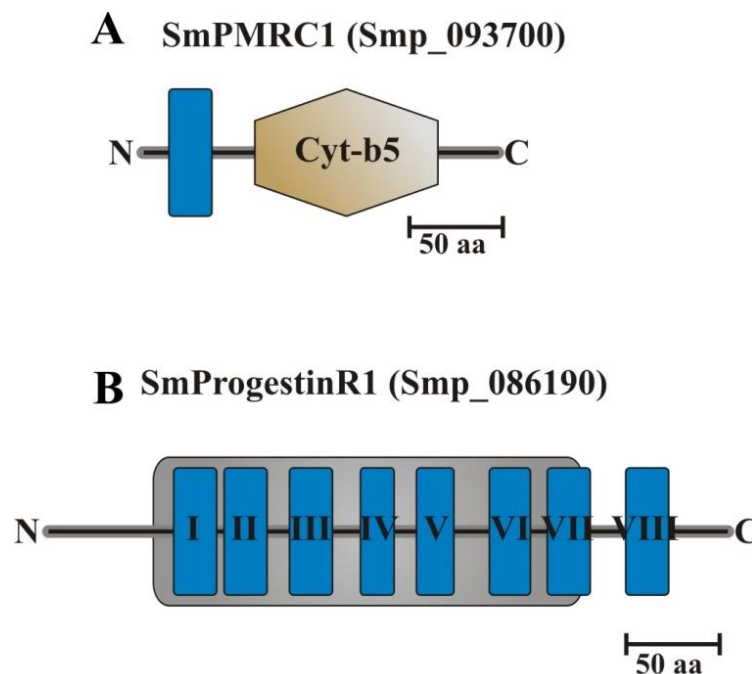 A SmPMRC1 (Smp_093700)
N Cyt-b5 C
50 aa
B SmProgestinR1 (Smp_086190)
N I II III IV V VI VII VIII C
50 aa